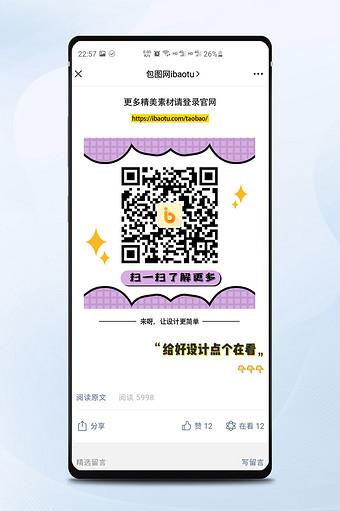 22:57
26%
包图网ibaotu
更多精美素材请登录官网
https://ibaotu.com/taobao/
扫一扫了解更多
来呀，让设计更简单
“给好设计点个在看”
阅读原文 阅读 5998
分享 赞 12 在看 12
精选留言 写留言